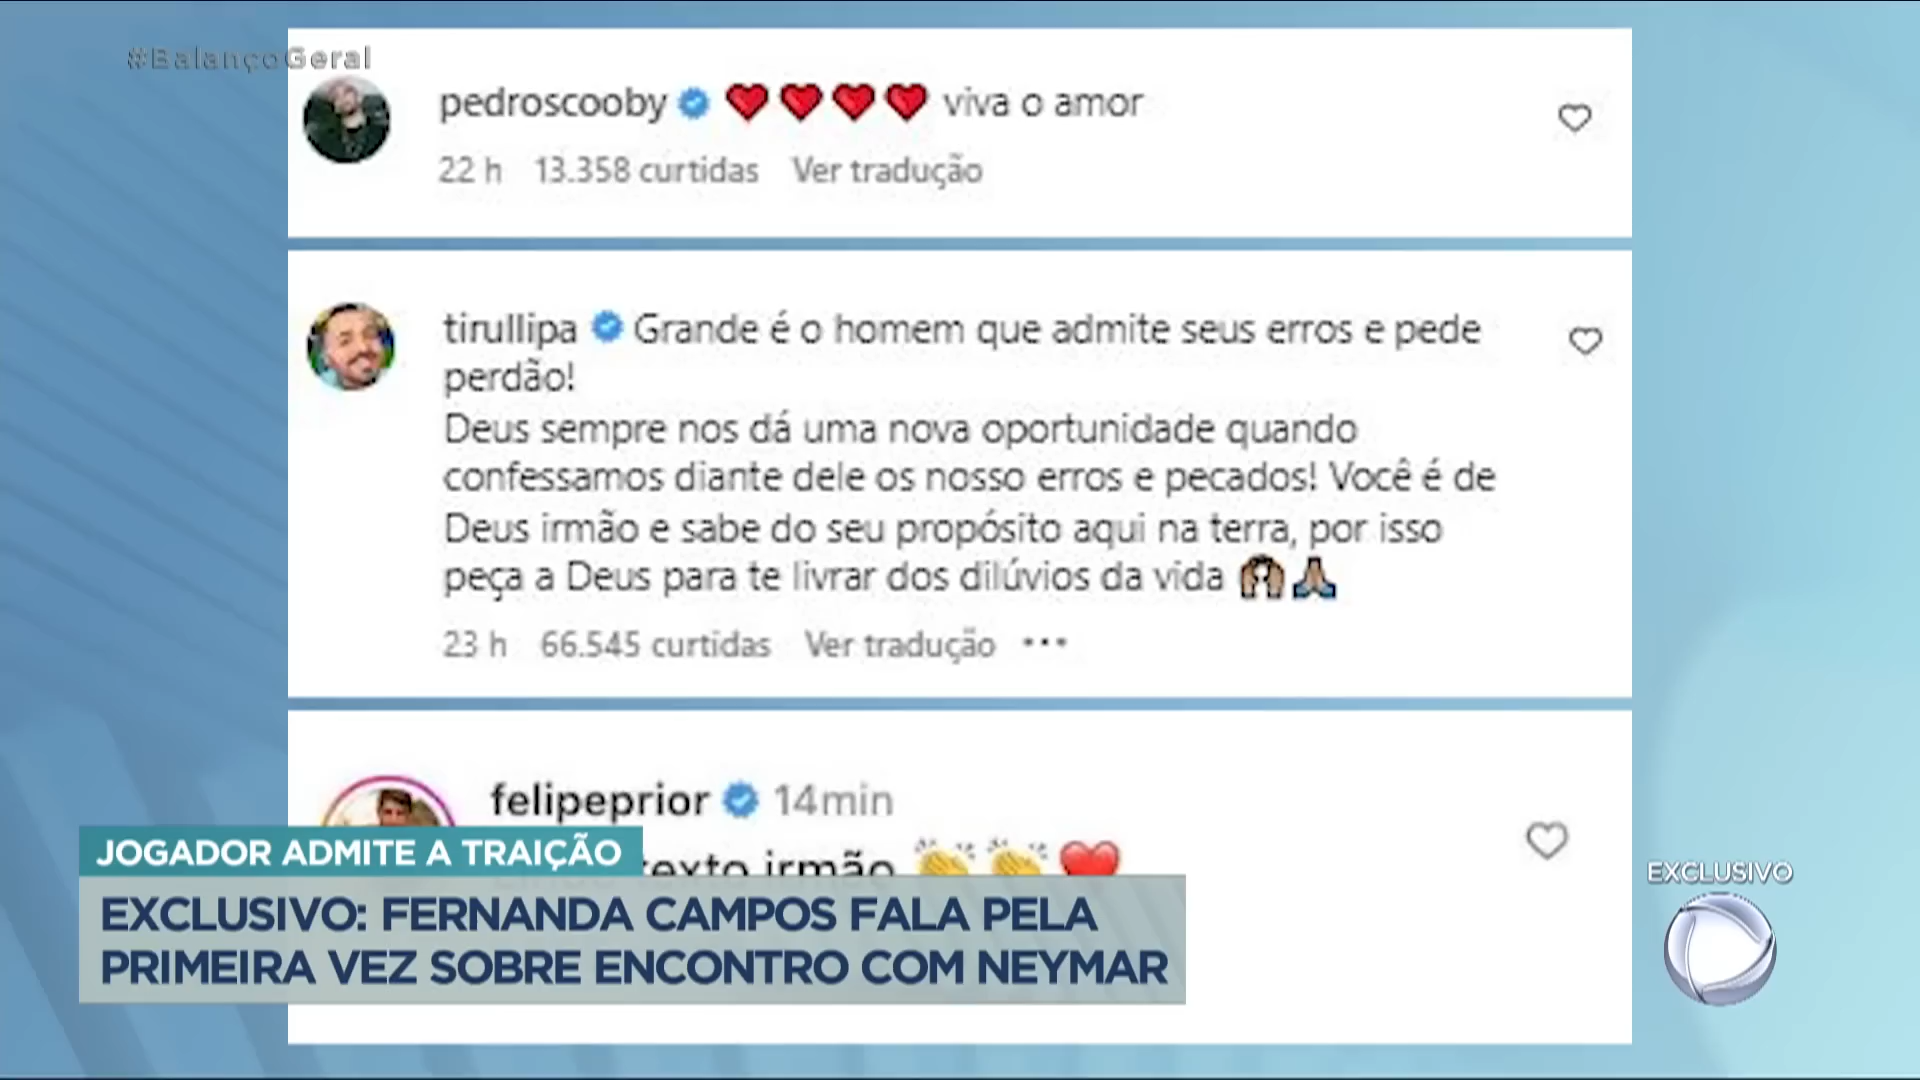 #BalançoGeral
pedroscooby viva o amor
22 h 13.358 curtidas Ver tradução
tirullipa Grande é o homem que admite seus erros e pede
perdão!
Deus sempre nos dá uma nova oportunidade quando
confessamos diante dele os nosso erros e pecados! Você é de
Deus irmão e sabe do seu propósito aqui na terra, por isso
peça a Deus para te livrar dos dilúvios da vida
23 h 66.545 curtidas Ver tradução •••
felipeprior 14min
texto irmão
JOGADOR ADMITE A TRAIÇÃO
EXCLUSIVO: FERNANDA CAMPOS FALA PELA
PRIMEIRA VEZ SOBRE ENCONTRO COM NEYMAR
EXCLUSIVO